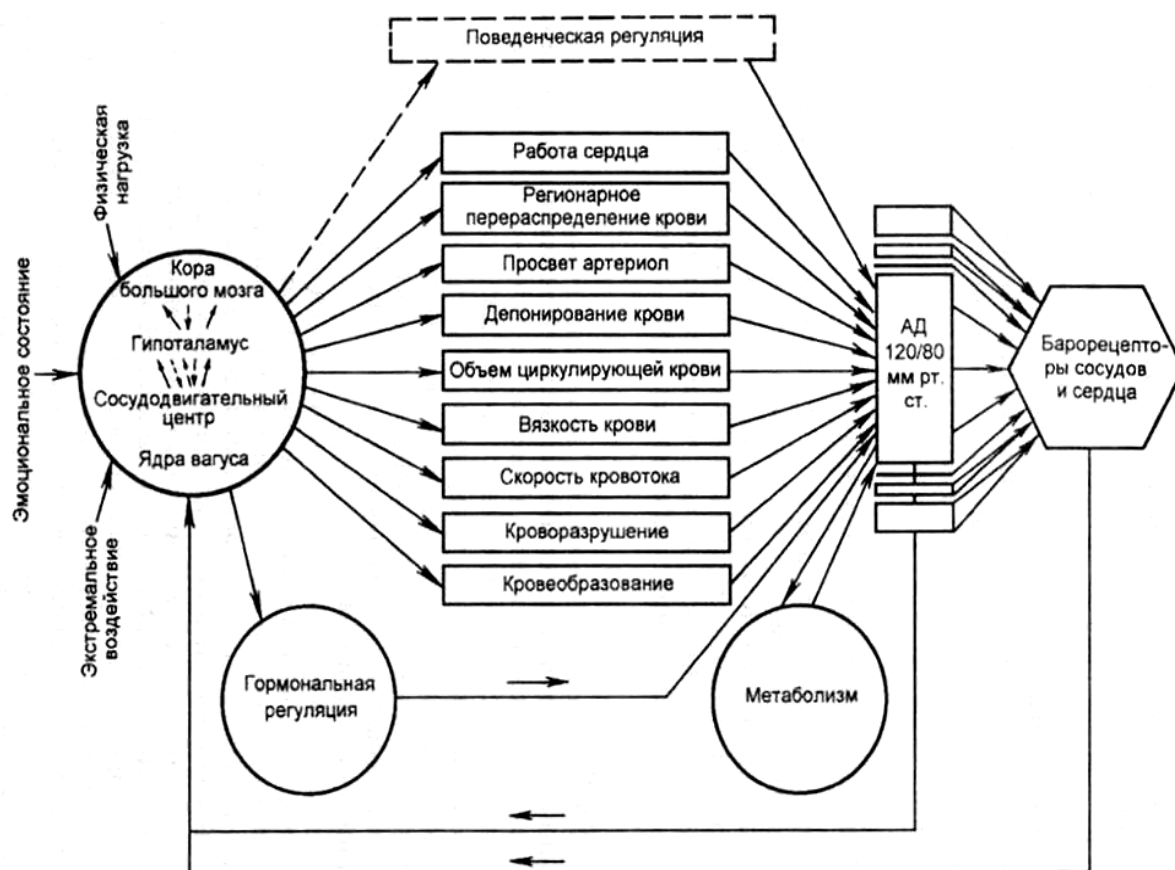 Поведенческая регуляция
Физическая
нагрузка
Эмоциональное состояние
Экстремальное
воздействие
Кора
большого мозга
Гипоталамус
Сосудодвигательный
центр
Ядра вагуса
Работа сердца
Регионарное
перераспределение крови
Просвет артериол
Депонирование крови
Объем циркулирующей крови
Вязкость крови
Скорость кровотока
Кроворазрушение
Кровеобразование
Гормональная
регуляция
Метаболизм
АД
120/80
мм рт.
ст.
Барорецепто-
ры сосудов
и сердца